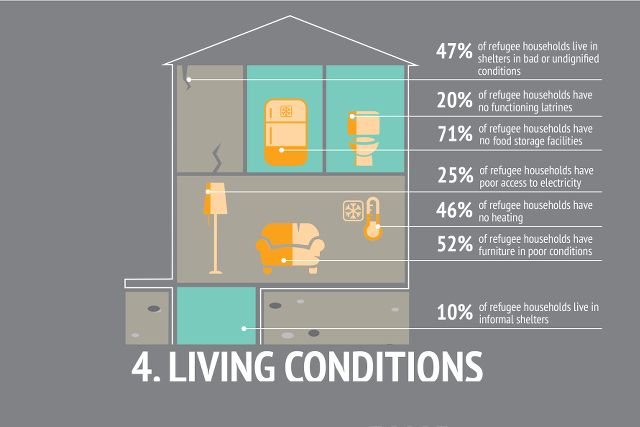 47% of refugee households live in
shelters in bad or undignified
conditions
20% of refugee households have
no functioning latrines
71% of refugee households have
no food storage facilities
25% of refugee households have
poor access to electricity
46% of refugee households have
no heating
52% of refugee households have
furniture in poor conditions
10% of refugee households live in
informal shelters
4. LIVING CONDITIONS